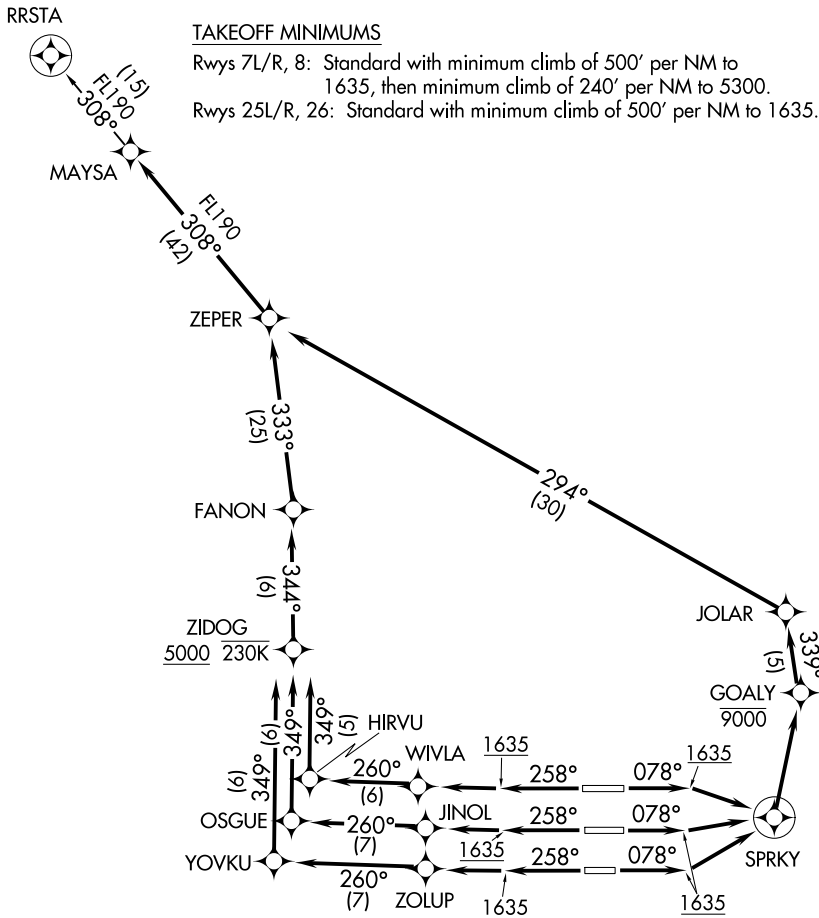 RRSTA
TAKEOFF MINIMUMS
Rwys 7L/R, 8: Standard with minimum climb of 500' per NM to
1635, then minimum climb of 240' per NM to 5300.
Rwys 25L/R, 26: Standard with minimum climb of 500' per NM to 1635.
(15)
FL190
308°
MAYSA
FL190
308°
(42)
ZEPER
333°
(25)
294°
(30)
FANON
344°
(6)
ZIDOG
5000 230K
JOLAR
339°
(5)
GOALY
9000
349°
(6)
349°
(6)
349°
(5)
HIRVU
WIVLA
260°
(6)
1635
258°
078°
1635
OSGUE
260°
(7)
JINOL
1635
258°
078°
SPRKY
YOVKU
260°
(7)
ZOLUP
258°
1635
078°
1635